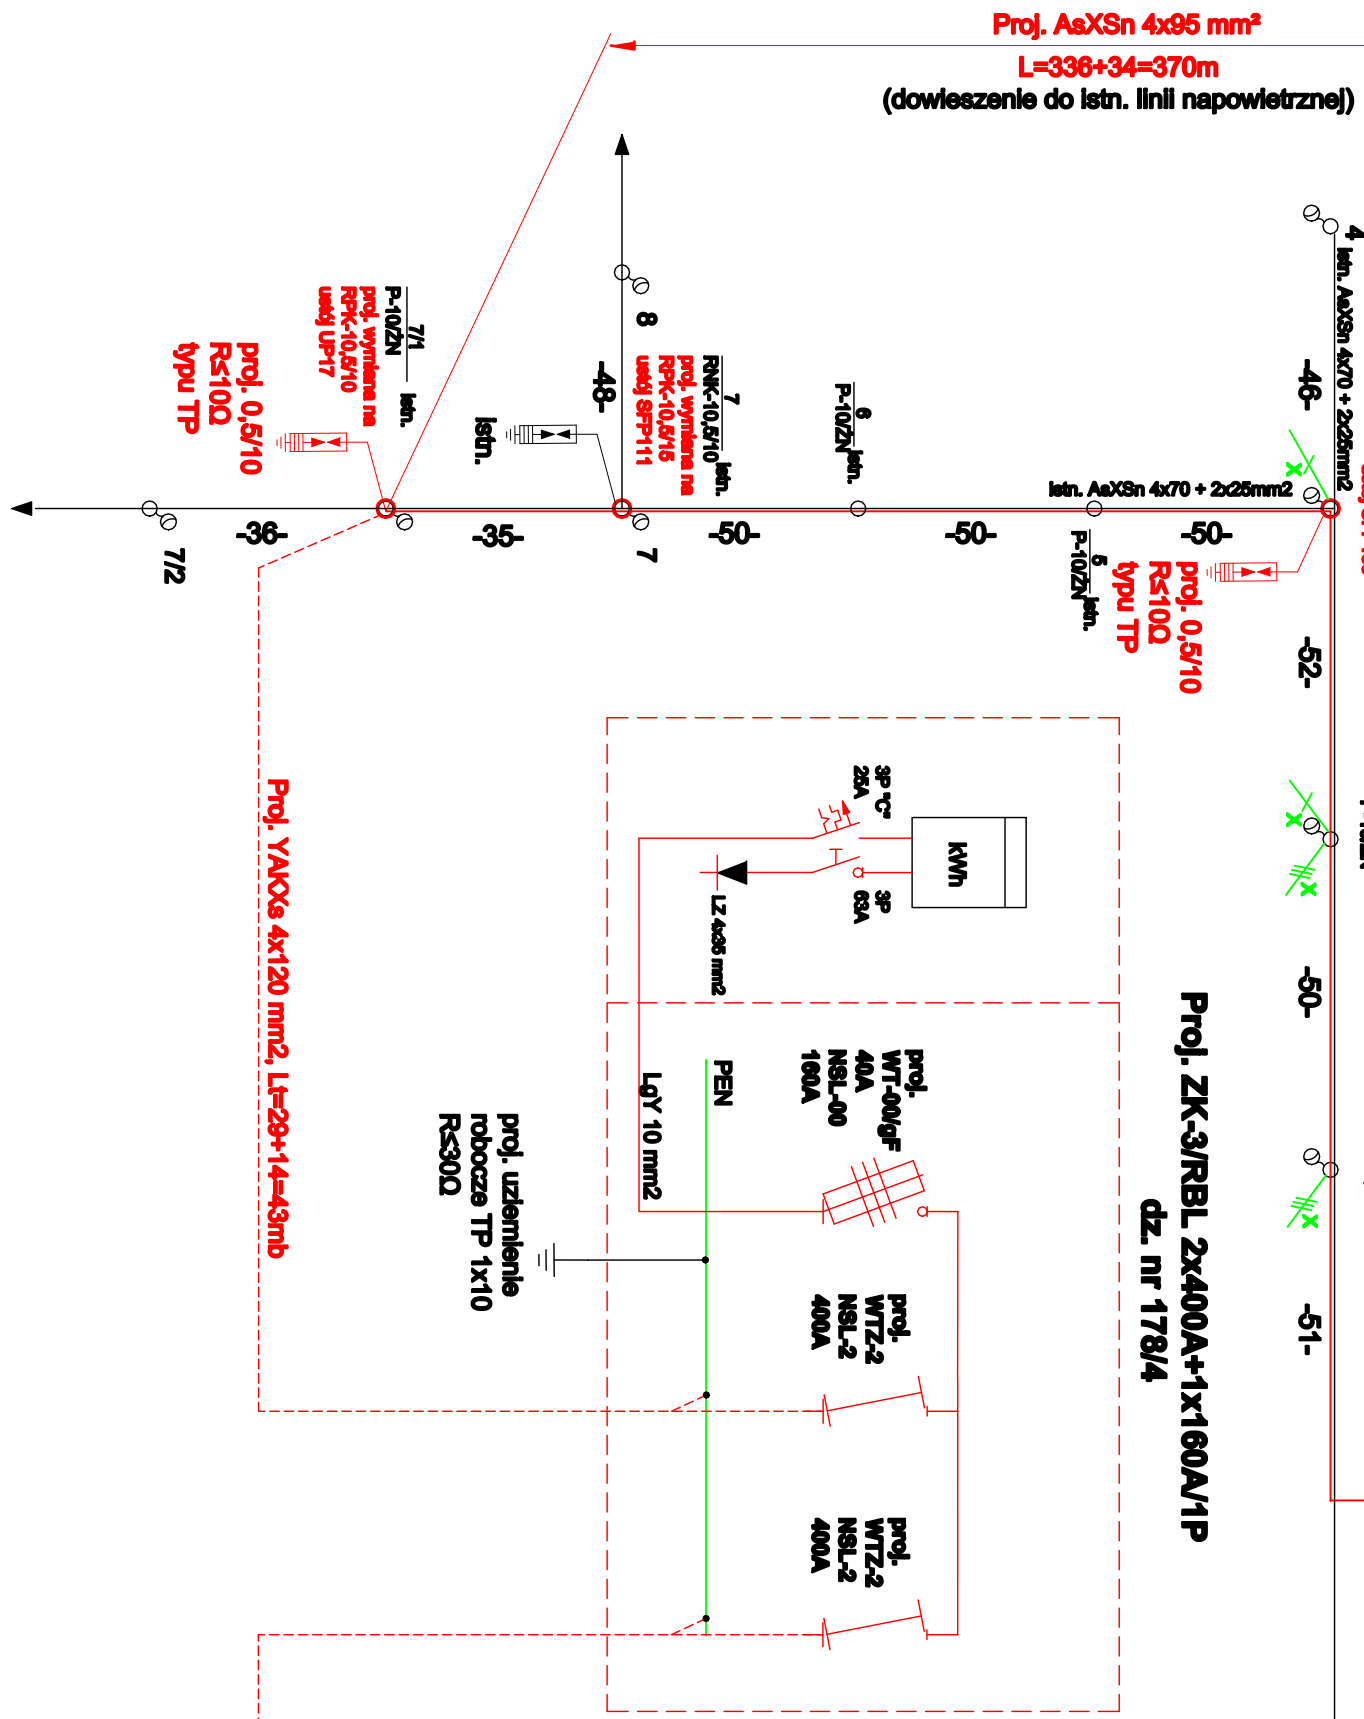 Proj. AsXSn 4x95 mm²
L=336+34=370m
(dowieszenie do istn. linii napowietrznej)
4
istn. AsXSn 4x70 + 2x25mm2
-46-
8
-48-
7/1
P-10/ŻN
istn.
proj. wymiana na
RPK-10,5/10
ustój UP17
proj. 0,5/10
R≤10Ω
typu TP
7
RNK-10,5/10
istn.
proj. wymiana na
RPK-10,5/15
ustój SFP111
istn.
6
P-10/ŻN
istn.
istn. AsXSn 4x70 + 2x25mm2
-36-
-35-
-50-
-50-
-50-
7/2
7
5
P-10/ŻN
istn.
proj. 0,5/10
R≤10Ω
typu TP
-52-
-50-
-51-
3P "C"
25A
kWh
3P
63A
LZ 4x35 mm2
Proj. YAKXs 4x120 mm2, Lt=29+14=43mb
Proj. ZK-3/RBL 2x400A+1x160A/1P
dz. nr 178/4
proj.
WT-00/gF
40A
NSL-00
160A
PEN
LgY 10 mm2
proj. uziemienie
robocze TP 1x10
R≤30Ω
proj.
WTZ-2
NSL-2
400A
proj.
WTZ-2
NSL-2
400A